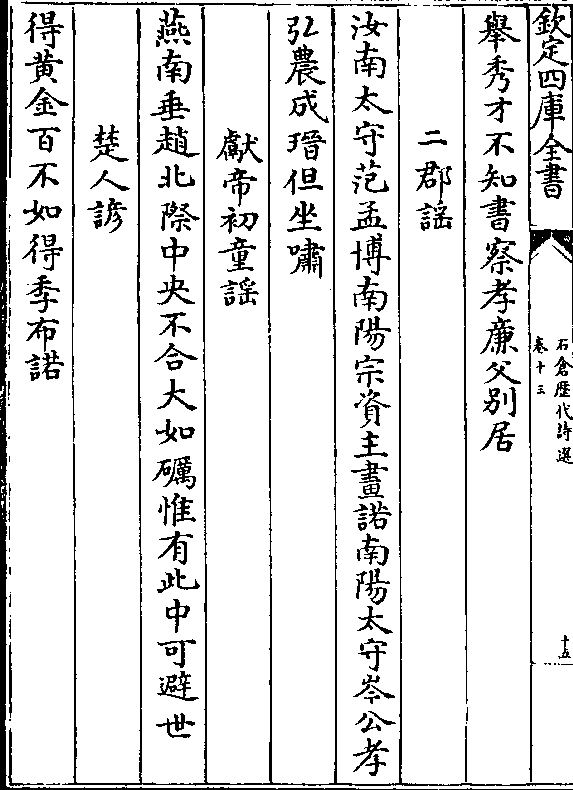 欽定四庫全書
石倉歷代詩選
卷十三
十五
舉秀才不知書察孝廉父别居
二郡謡
汝南太守范孟博南陽宗資主畫諾南陽太守岑公孝
弘農成瑨但坐嘯
獻帝初童謡
燕南垂趙北際中央不合大如礪惟有此中可避世
楚人諺
得黄金百不如得季布諾